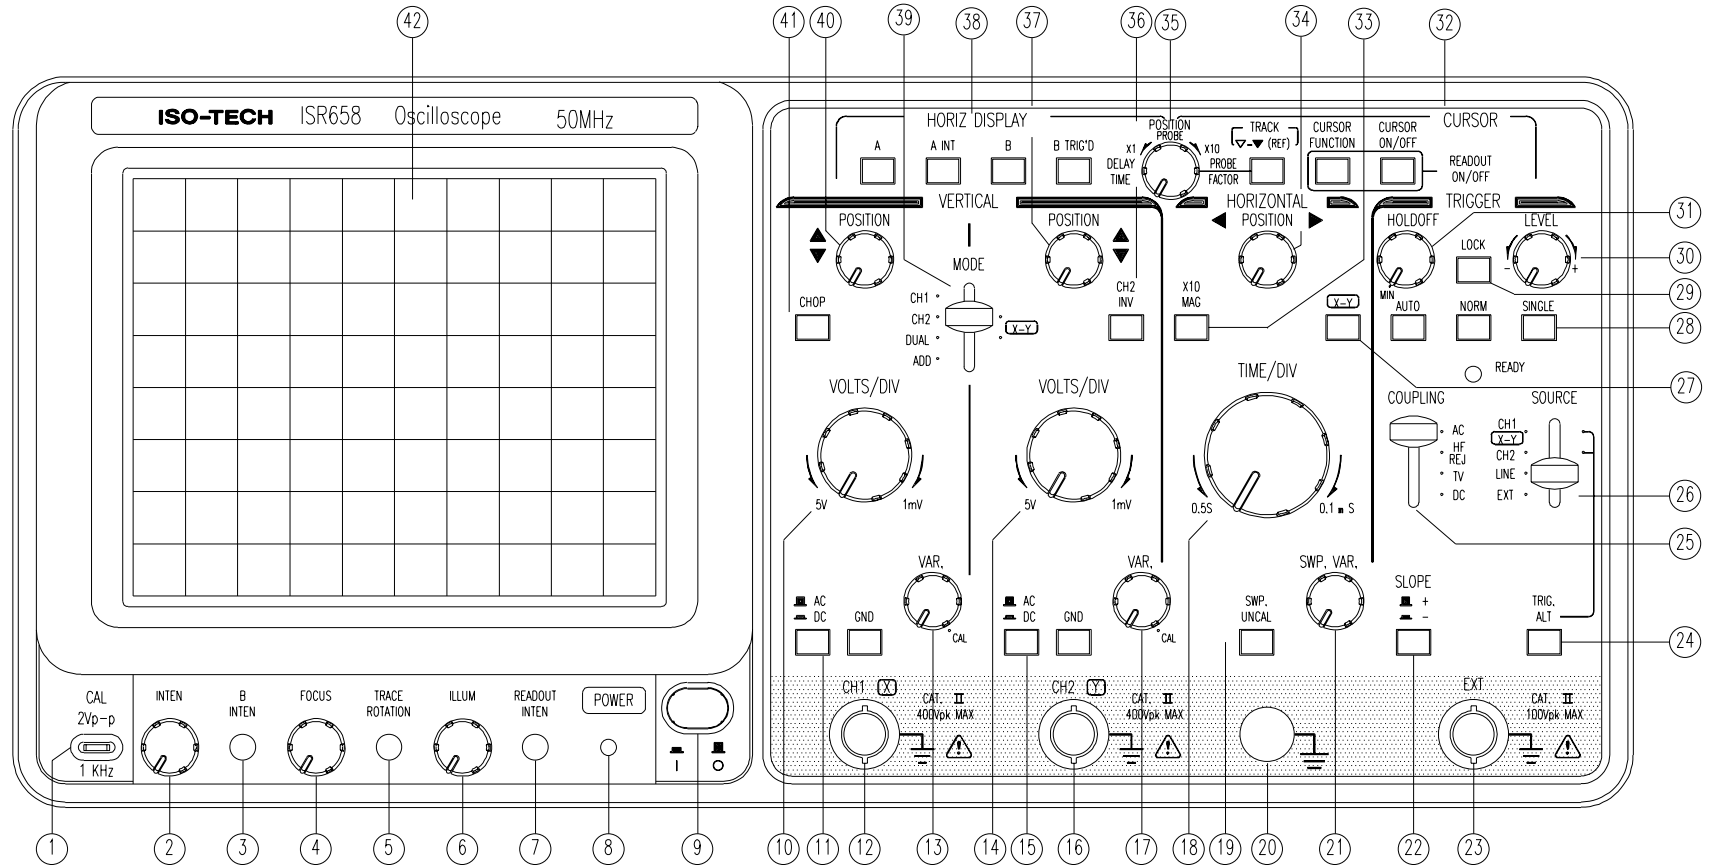 42
41
40
39
38
37
36
35
34
33
32
ISO-TECH ISR658 Oscilloscope 50MHz
HORIZ DISPLAY
POSITION
PROBE
TRACK
▽-▼ (REF)
CURSOR
FUNCTION
CURSOR
ON/OFF
CURSOR
A
A INT
B
B TRIG'D
X1
DELAY
TIME
X10
PROBE
FACTOR
READOUT
ON/OFF
VERTICAL
HORIZONTAL
TRIGGER
POSITION
POSITION
◀ POSITION ▶
HOLDOFF
LEVEL
31
MODE
LOCK
- +
30
MIN
29
CH1
CH2
DUAL
ADD
X-Y
CHOP
CH2
INV
X10
MAG
X-Y
AUTO
NORM
SINGLE
28
READY
27
VOLTS/DIV
VOLTS/DIV
TIME/DIV
COUPLING
SOURCE
AC
HF
REJ
TV
DC
CH1
X-Y
CH2
LINE
EXT
26
5V
1mV
5V
1mV
0.5S
0.1 m S
25
VAR.
VAR.
SWP. VAR.
SLOPE
+
-
AC
DC
GND
CAL
AC
DC
GND
CAL
SWP.
UNCAL
TRIG.
ALT
24
CH1 X
CAT. II
400Vpk MAX
CH2 Y
CAT. II
400Vpk MAX
EXT
CAT. II
100Vpk MAX
CAL
2Vp-p
1 KHz
INTEN
B
INTEN
FOCUS
TRACE
ROTATION
ILLUM
READOUT
INTEN
POWER
1
2
3
4
5
6
7
8
9
10
11
12
13
14
15
16
17
18
19
20
21
22
23